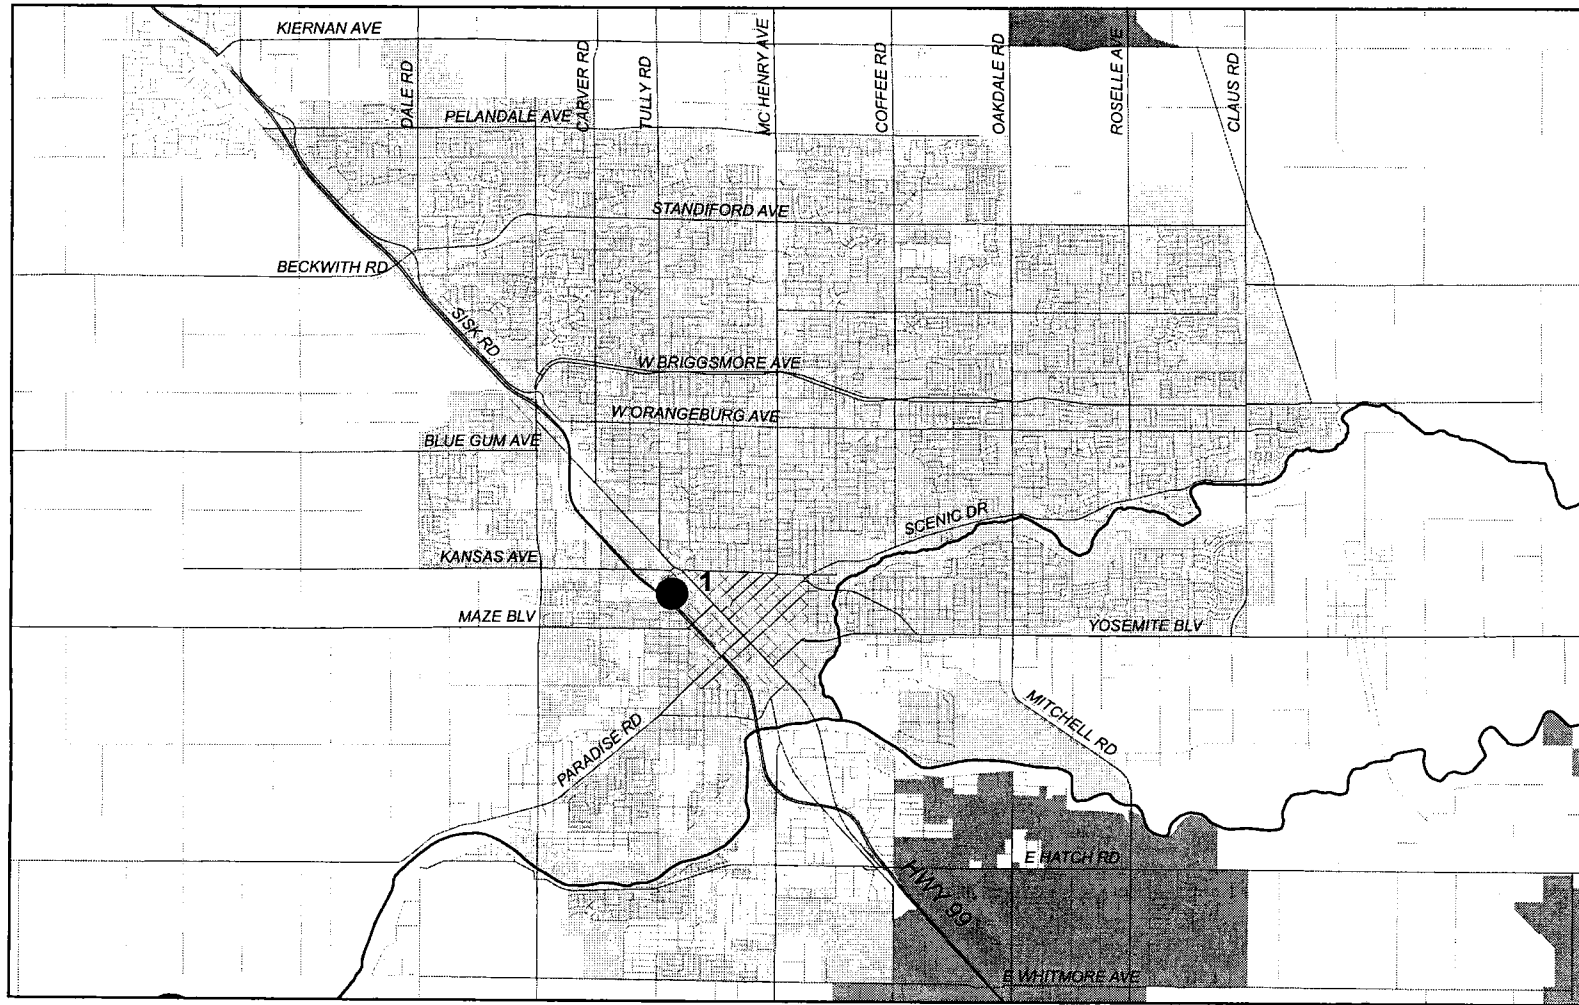 KIERNAN AVE
DALE RD
CARVER RD
TULLY RD
MC HENRY AVE
COFFEE RD
OAKDALE RD
ROSELLE AVE
CLAUS RD
PELANDALE AVE
STANDIFORD AVE
BECKWITH RD
SISK RD
W BRIGGSMORE AVE
W ORANGEBURG AVE
BLUE GUM AVE
SCENIC DR
KANSAS AVE
1
MAZE BLV
YOSEMITE BLV
MITCHELL RD
PARADISE RD
E HATCH RD
HWY 99
E WHITMORE AVE